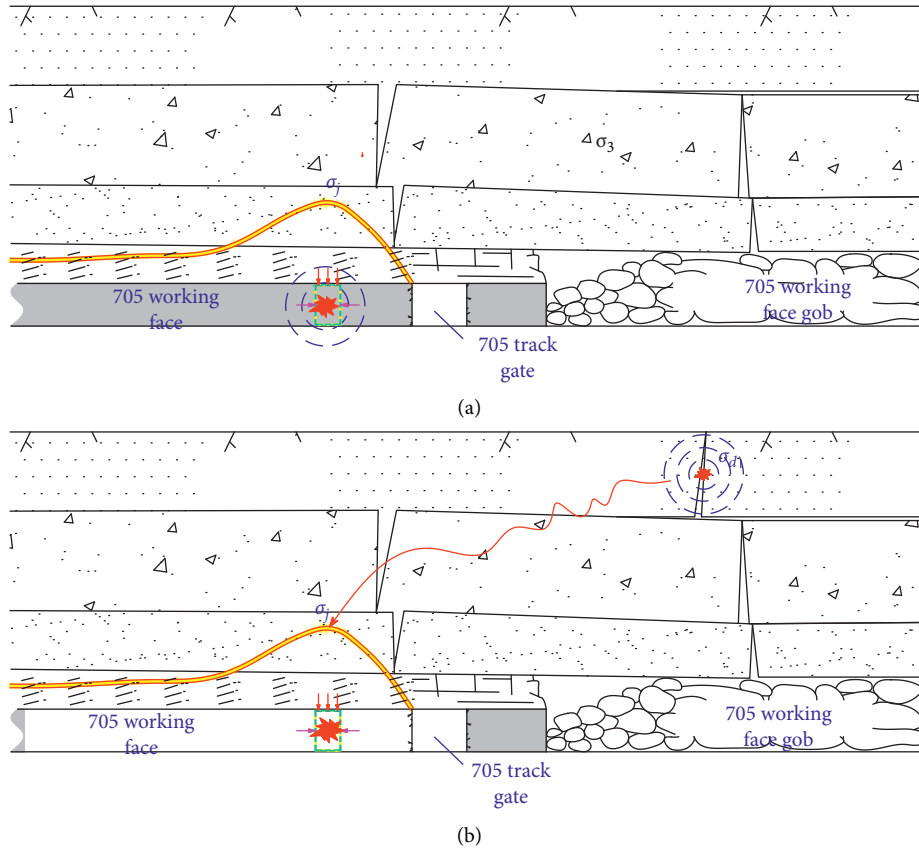 σ3
σj
705 working
face
705 working
face gob
705 track
gate
(a)
σd
σj
705 working
face
705 working
face gob
705 track
gate
(b)